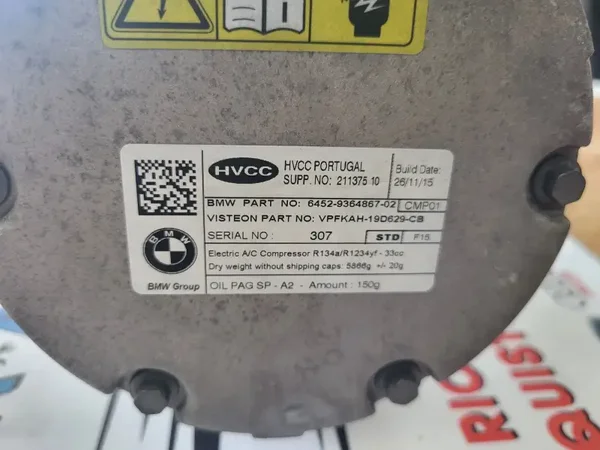 HVCC
HVCC PORTUGAL
SUPP. NO: 211375 10
Build Date:
26/11/15
BMW PART NO: 6452-9364867-02 CMP01
VISTEON PART NO: VPFKAH-19D629-CB
SERIAL NO: 307 STD F15
Electric A/C Compressor R134a/R1234yf - 33cc
Dry weight without shipping caps: 5866g +/- 20g
BMW
BMW Group
OIL PAG SP - A2 - Amount : 150g
RICH
QUIST